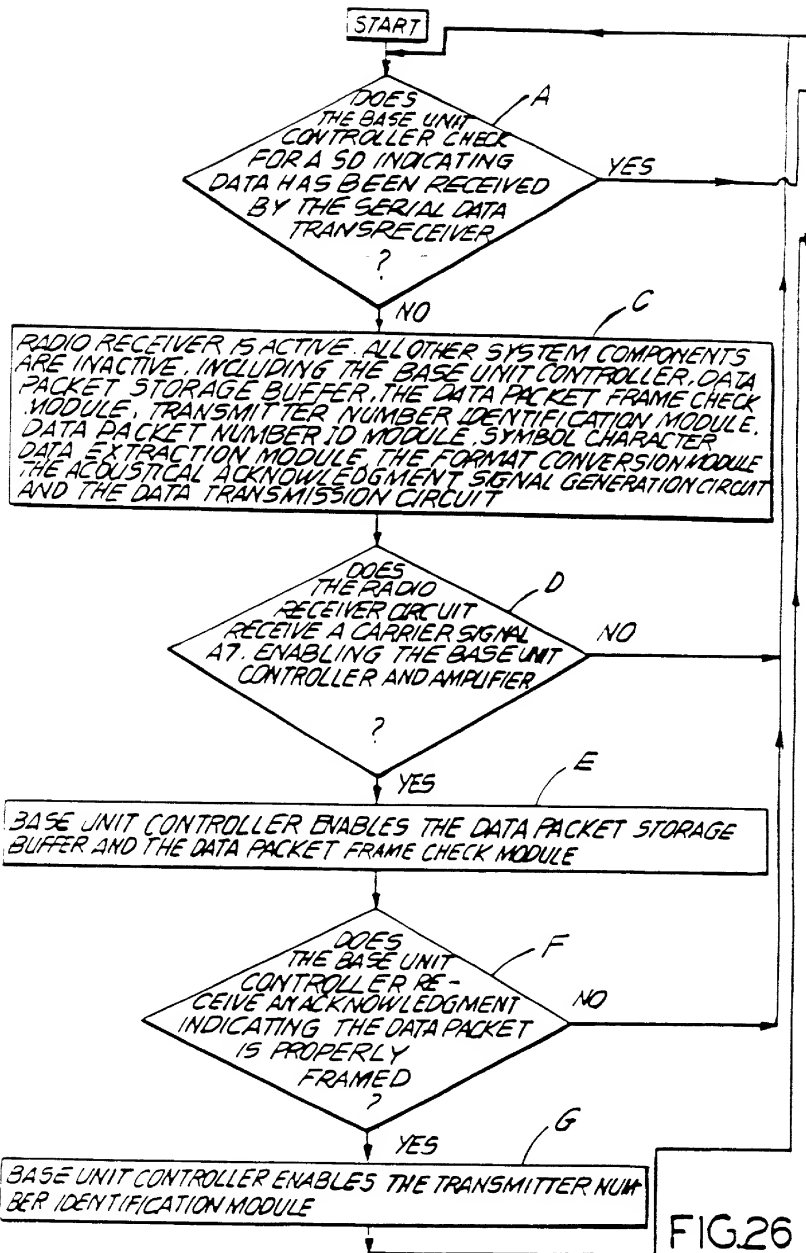 START
A
DOES
THE BASE UNIT
CONTROLLER CHECK
FOR A SD INDICATING
DATA HAS BEEN RECEIVED
BY THE SERIAL DATA
TRANSRECEIVER
?
YES
NO
C
RADIO RECEIVER IS ACTIVE. ALL OTHER SYSTEM COMPONENTS
ARE INACTIVE, INCLUDING THE BASE UNIT CONTROLLER, DATA
PACKET STORAGE BUFFER, THE DATA PACKET FRAME CHECK
MODULE, TRANSMITTER NUMBER IDENTIFICATION MODULE,
DATA PACKET NUMBER ID MODULE, SYMBOL CHARACTER
DATA EXTRACTION MODULE THE FORMAT CONVERSION MODULE
THE ACOUSTICAL ACKNOWLEDGMENT SIGNAL GENERATION CIRCUIT
AND THE DATA TRANSMISSION CIRCUIT
D
DOES
THE RADIO
RECEIVER CIRCUIT
RECEIVE A CARRIER SIGNAL
A7, ENABLING THE BASE UNIT
CONTROLLER AND AMPLIFIER
?
NO
YES
E
BASE UNIT CONTROLLER ENABLES THE DATA PACKET STORAGE
BUFFER AND THE DATA PACKET FRAME CHECK MODULE
F
DOES
THE BASE UNIT
CONTROLLER RE-
CEIVE AN ACKNOWLEDGMENT
INDICATING THE DATA PACKET
IS PROPERLY
FRAMED
?
NO
YES
G
BASE UNIT CONTROLLER ENABLES THE TRANSMITTER NUM-
BER IDENTIFICATION MODULE
FIG.26